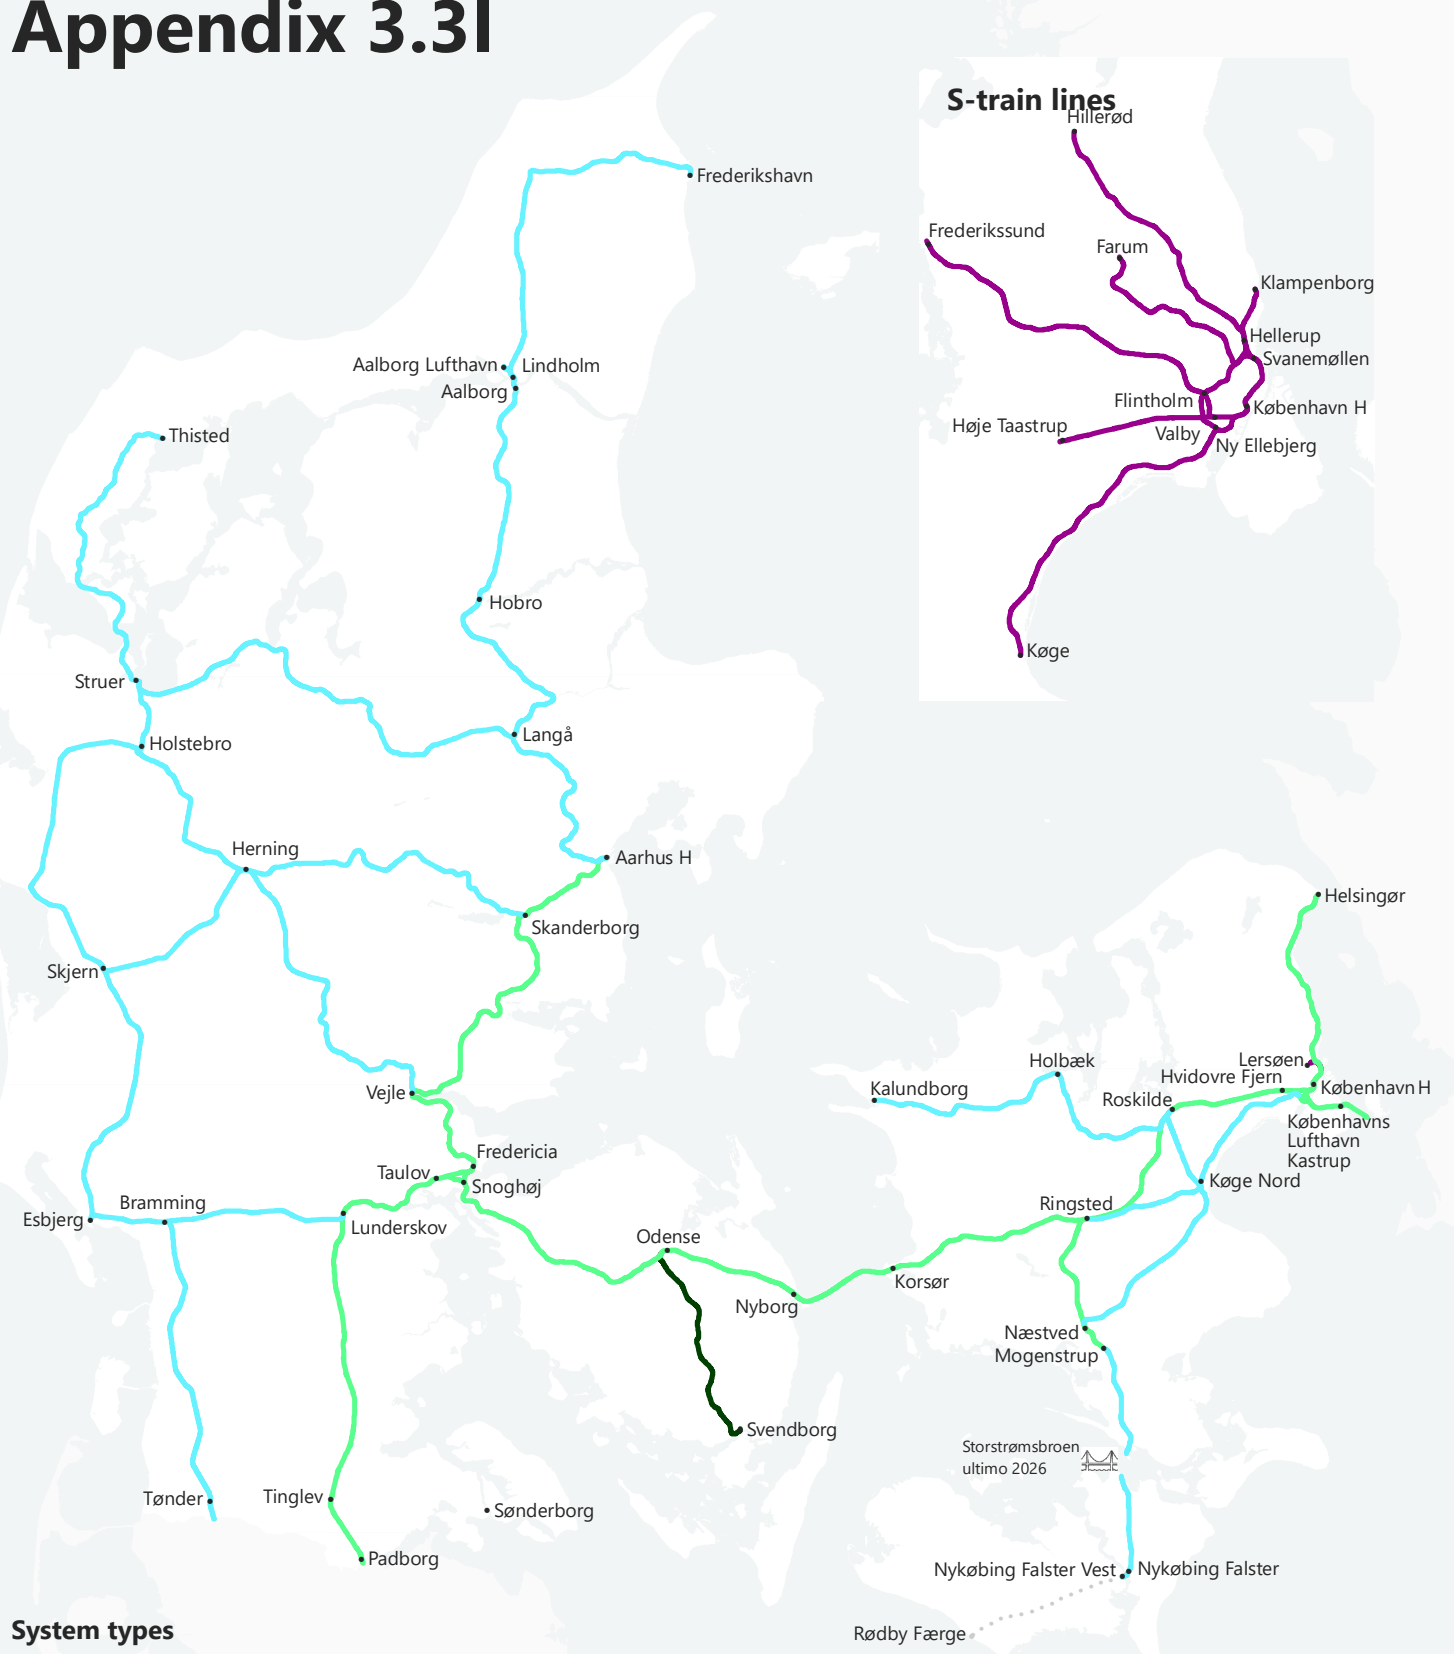 Appendix 3.3l
S-train lines
Hillerød
Frederikshavn
Frederikssund
Farum
Klampenborg
Hellerup
Svanemøllen
Aalborg Lufthavn
Lindholm
Aalborg
Flintholm
København H
Høje Taastrup
Valby
Ny Ellebjerg
Thisted
Hobro
Køge
Struer
Langå
Holstebro
Herning
Aarhus H
Helsingør
Skanderborg
Skjern
Lersøen
Holbæk
Hvidovre Fjern
København H
Kalundborg
Roskilde
Vejle
Københavns
Lufthavn
Kastrup
Fredericia
Taulov
Snoghøj
Køge Nord
Bramming
Ringsted
Esbjerg
Lunderskov
Odense
Korsør
Nyborg
Næstved
Mogenstrup
Svendborg
Storstrømsbroen
ultimo 2026
Tønder
Tinglev
Sønderborg
Padborg
Nykøbing Falster Vest
Nykøbing Falster
System types
Rødby Færge